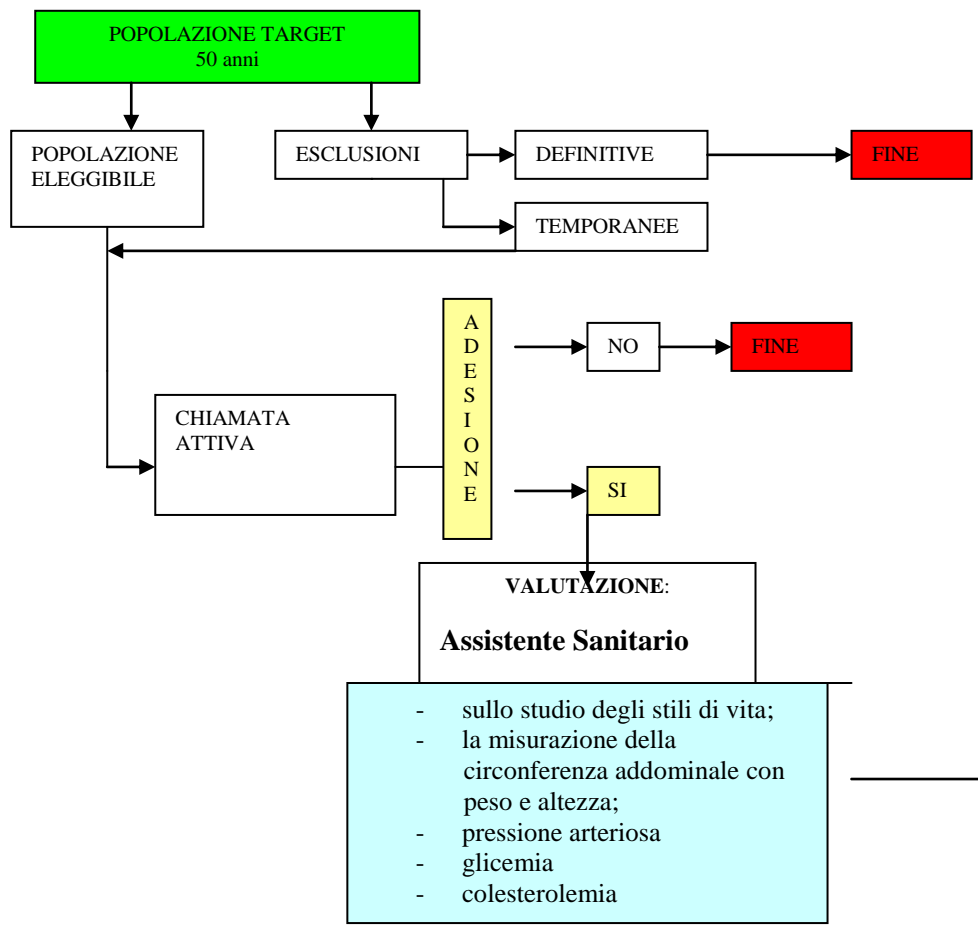 POPOLAZIONE TARGET
50 anni
POPOLAZIONE
ELEGGIBILE
ESCLUSIONI
DEFINITIVE
FINE
TEMPORANEE
A
D
E
S
I
O
N
E
NO
FINE
CHIAMATA
ATTIVA
SI
VALUTAZIONE:
Assistente Sanitario
- sullo studio degli stili di vita;
- la misurazione della
circonferenza addominale con
peso e altezza;
- pressione arteriosa
- glicemia
- colesterolemia